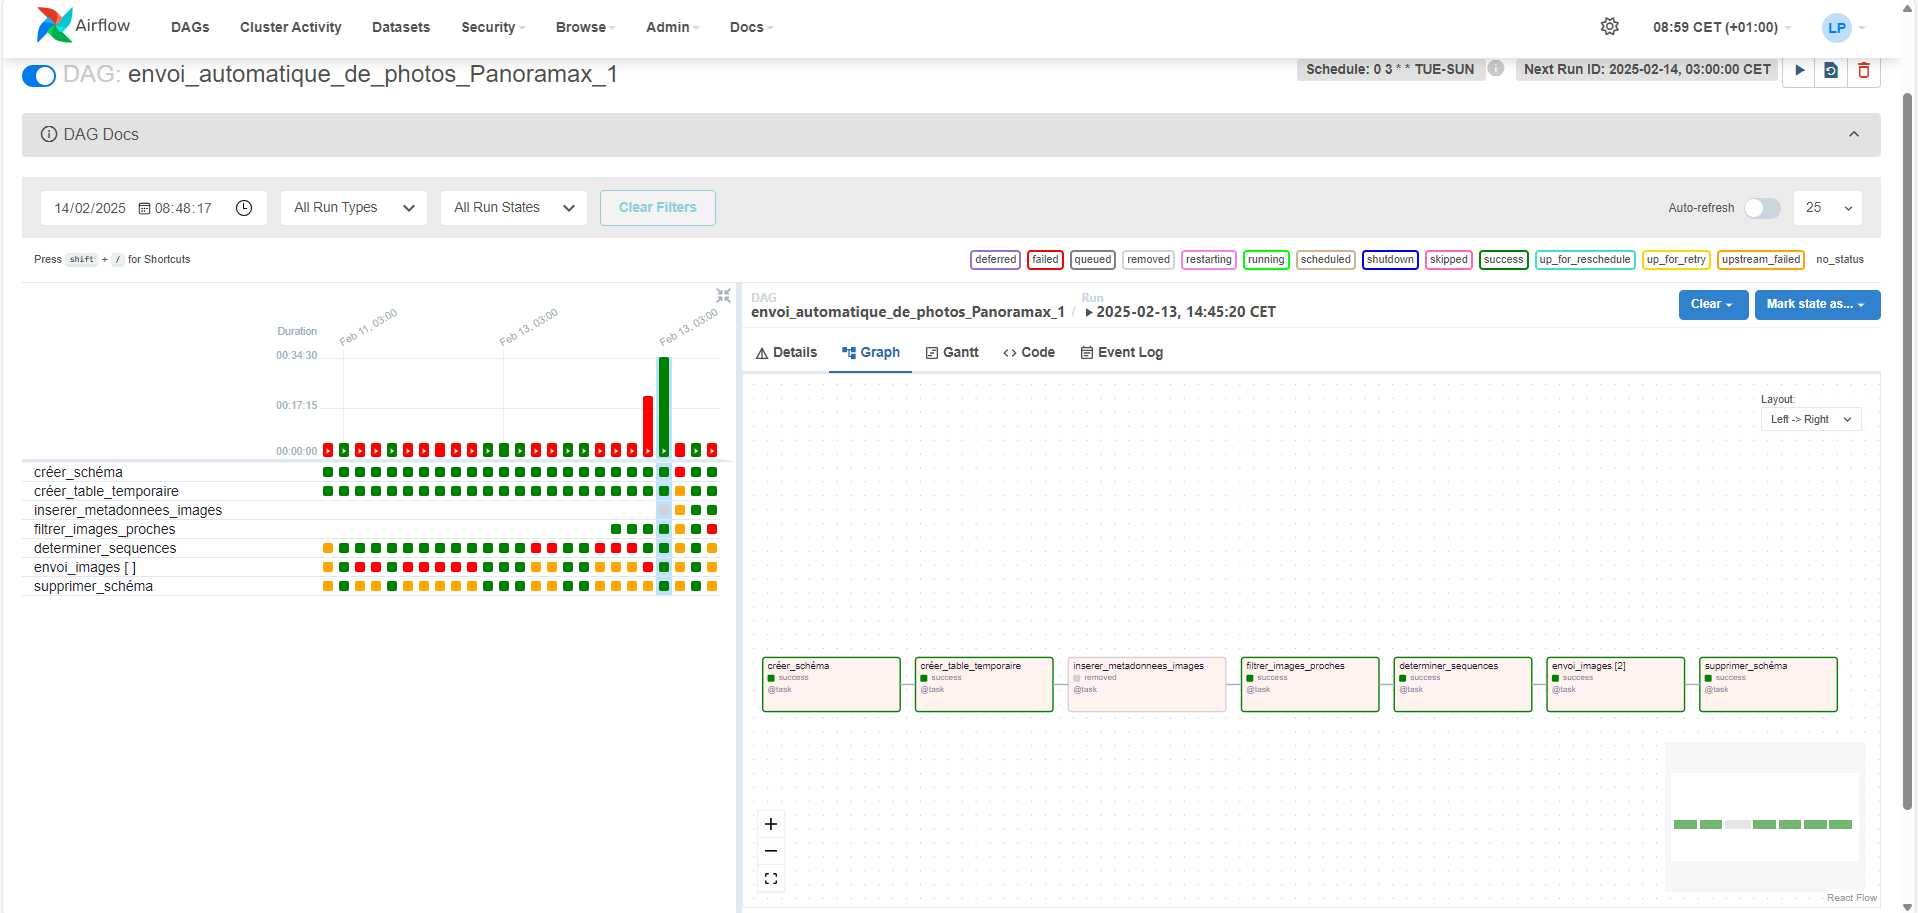 Airflow DAGs Cluster Activity Datasets Security Browse Admin Docs 08:59 CET (+01:00) LP
DAG: envoi_automatique_de_photos_Panoramax_1 Schedule: 0 3 * * TUE-SUN Next Run ID: 2025-02-14, 03:00:00 CET
DAG Docs
14/02/2025 08:48:17 All Run Types All Run States Clear Filters Auto-refresh 25
Press shift + / for Shortcuts deferred failed queued removed restarting running scheduled shutdown skipped success up_for_reschedule up_for_retry upstream_failed no_status
DAG Run
envoi_automatique_de_photos_Panoramax_1 / 2025-02-13, 14:45:20 CET Clear Mark state as...
Details Graph Gantt Code Event Log
Duration Feb 11, 03:00 Feb 13, 03:00 Feb 13, 03:00
00:34:30
00:17:15
00:00:00
créer_schéma
créer_table_temporaire
inserer_metadonnees_images
filtrer_images_proches
determiner_sequences
envoi_images [ ]
supprimer_schéma
Layout:
Left -> Right
créer_schéma
success
@task
créer_table_temporaire
success
@task
inserer_metadonnees_images
removed
@task
filtrer_images_proches
success
@task
determiner_sequences
success
@task
envoi_images [2]
success
@task
supprimer_schéma
success
@task
React Flow